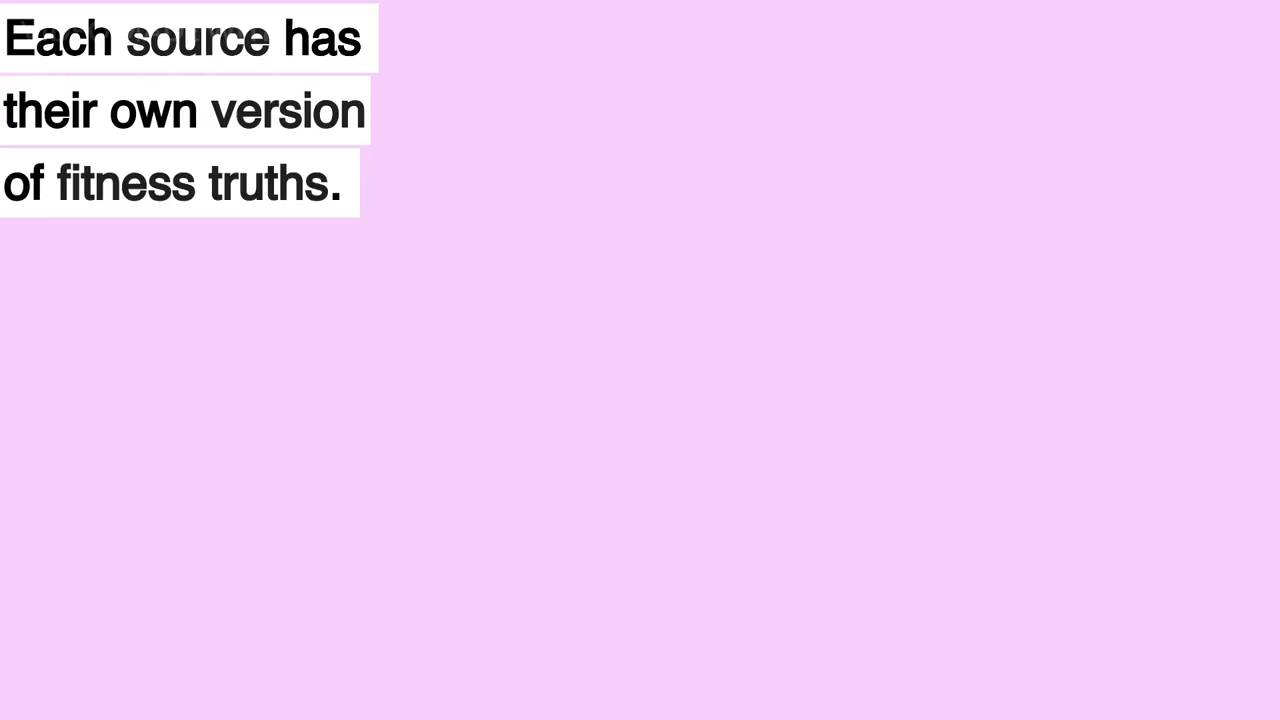 Each source has
their own version
of fitness truths.